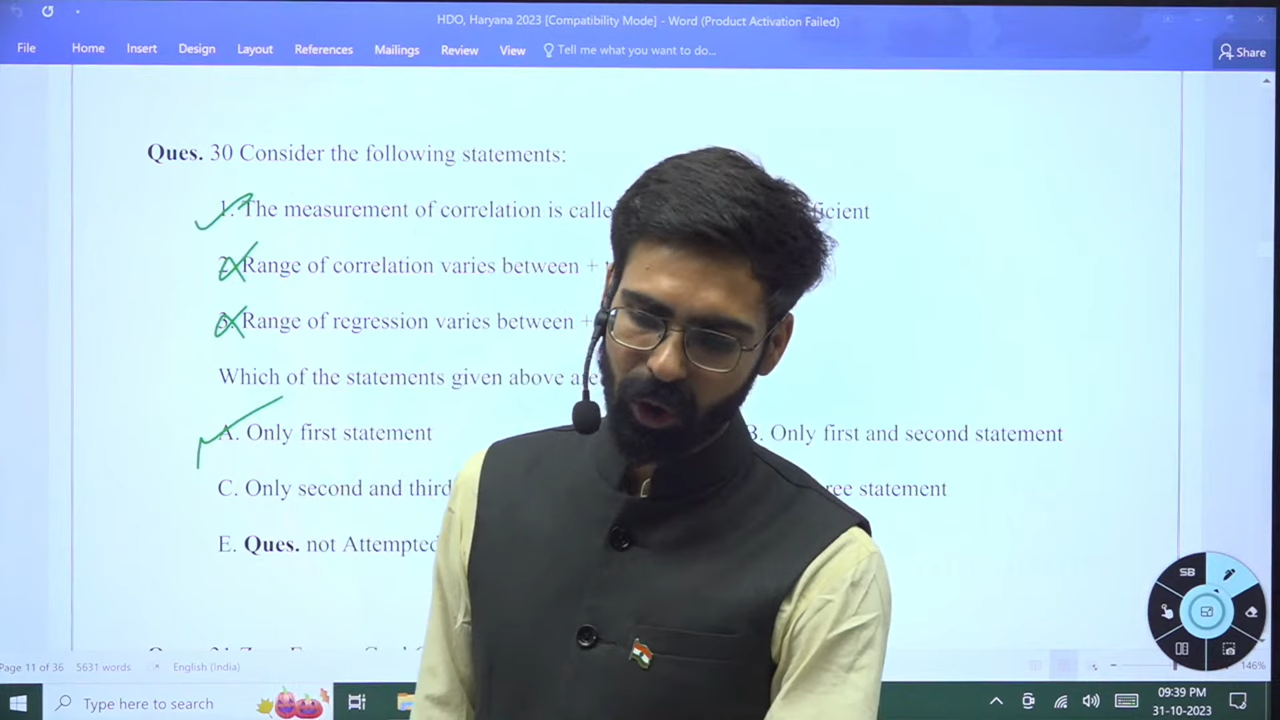 HDO, Haryana 2023 [Compatibility Mode] - Word (Product Activation Failed)
File Home Insert Design Layout References Mailings Review View Tell me what you want to do... Share
Ques. 30 Consider the following statements:
1. The measurement of correlation is
2. Range of correlation varies between +
3. Range of regression varies between +
Which of the statements given above
A. Only first statement B. Only first and second statement
C. Only second and third statement
E. Ques. not Attempted
Page 11 of 36 5631 words English (India) 146%
Type here to search 09:39 PM
31-10-2023
SB